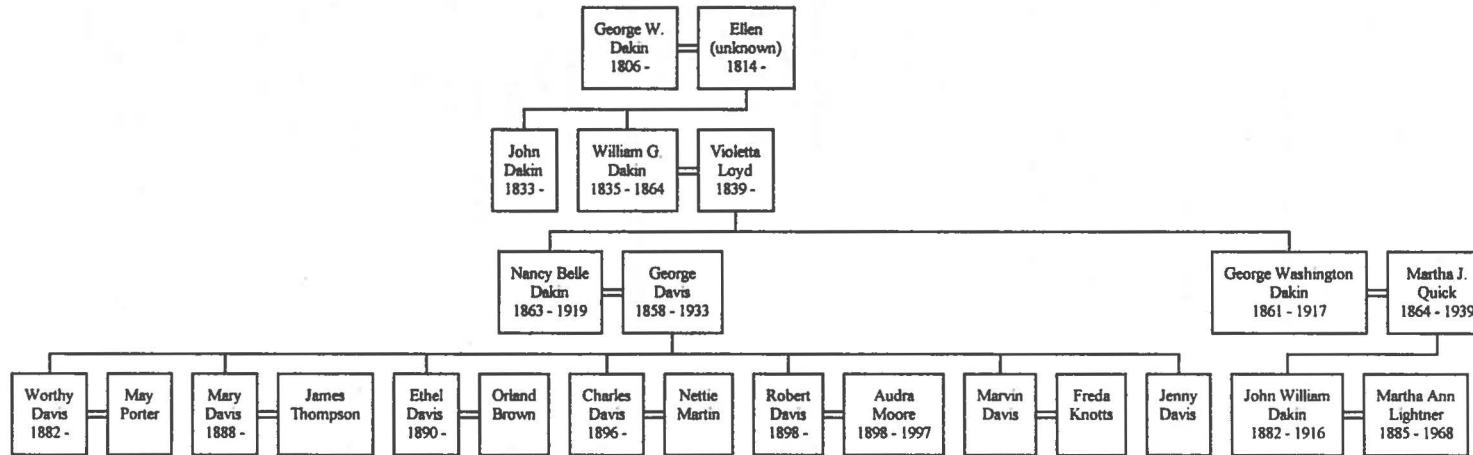 George W.
Dakin
1806 -
Ellen
(unknown)
1814 -
John
Dakin
1833 -
William G.
Dakin
1835 - 1864
Violetta
Loyd
1839 -
Nancy Belle
Dakin
1863 - 1919
George
Davis
1858 - 1933
George Washington
Dakin
1861 - 1917
Martha J.
Quick
1864 - 1939
Worthy
Davis
1882 -
May
Porter
Mary
Davis
1888 -
James
Thompson
Ethel
Davis
1890 -
Orland
Brown
Charles
Davis
1896 -
Nettie
Martin
Robert
Davis
1898 -
Audra
Moore
1898 - 1997
Marvin
Davis
Freda
Knotts
Jenny
Davis
John William
Dakin
1882 - 1916
Martha Ann
Lightner
1885 - 1968